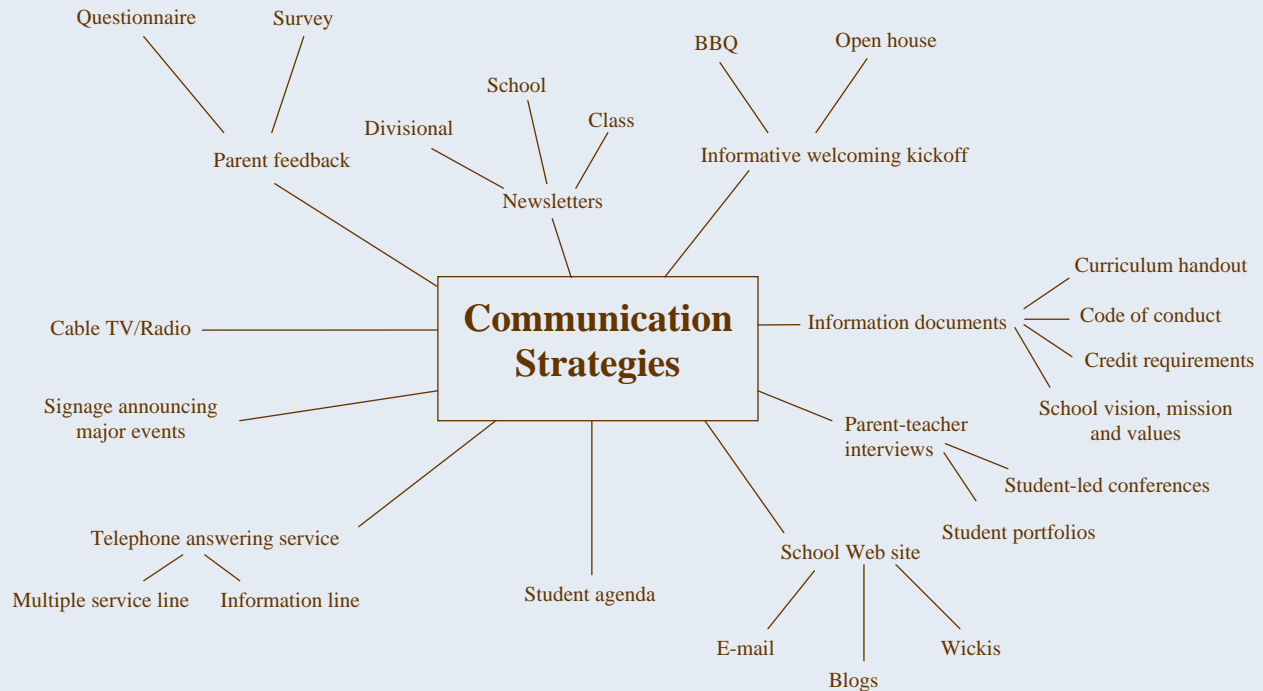 Questionnaire
Survey
BBQ
Open house
School
Divisional
Class
Parent feedback
Informative welcoming kickoff
Newsletters
Communication
Strategies
Curriculum handout
Cable TV/Radio
Information documents
Code of conduct
Credit requirements
Signage announcing
major events
School vision, mission
and values
Parent-teacher
interviews
Student-led conferences
Student portfolios
Telephone answering service
School Web site
Multiple service line
Information line
Student agenda
E-mail
Wickis
Blogs